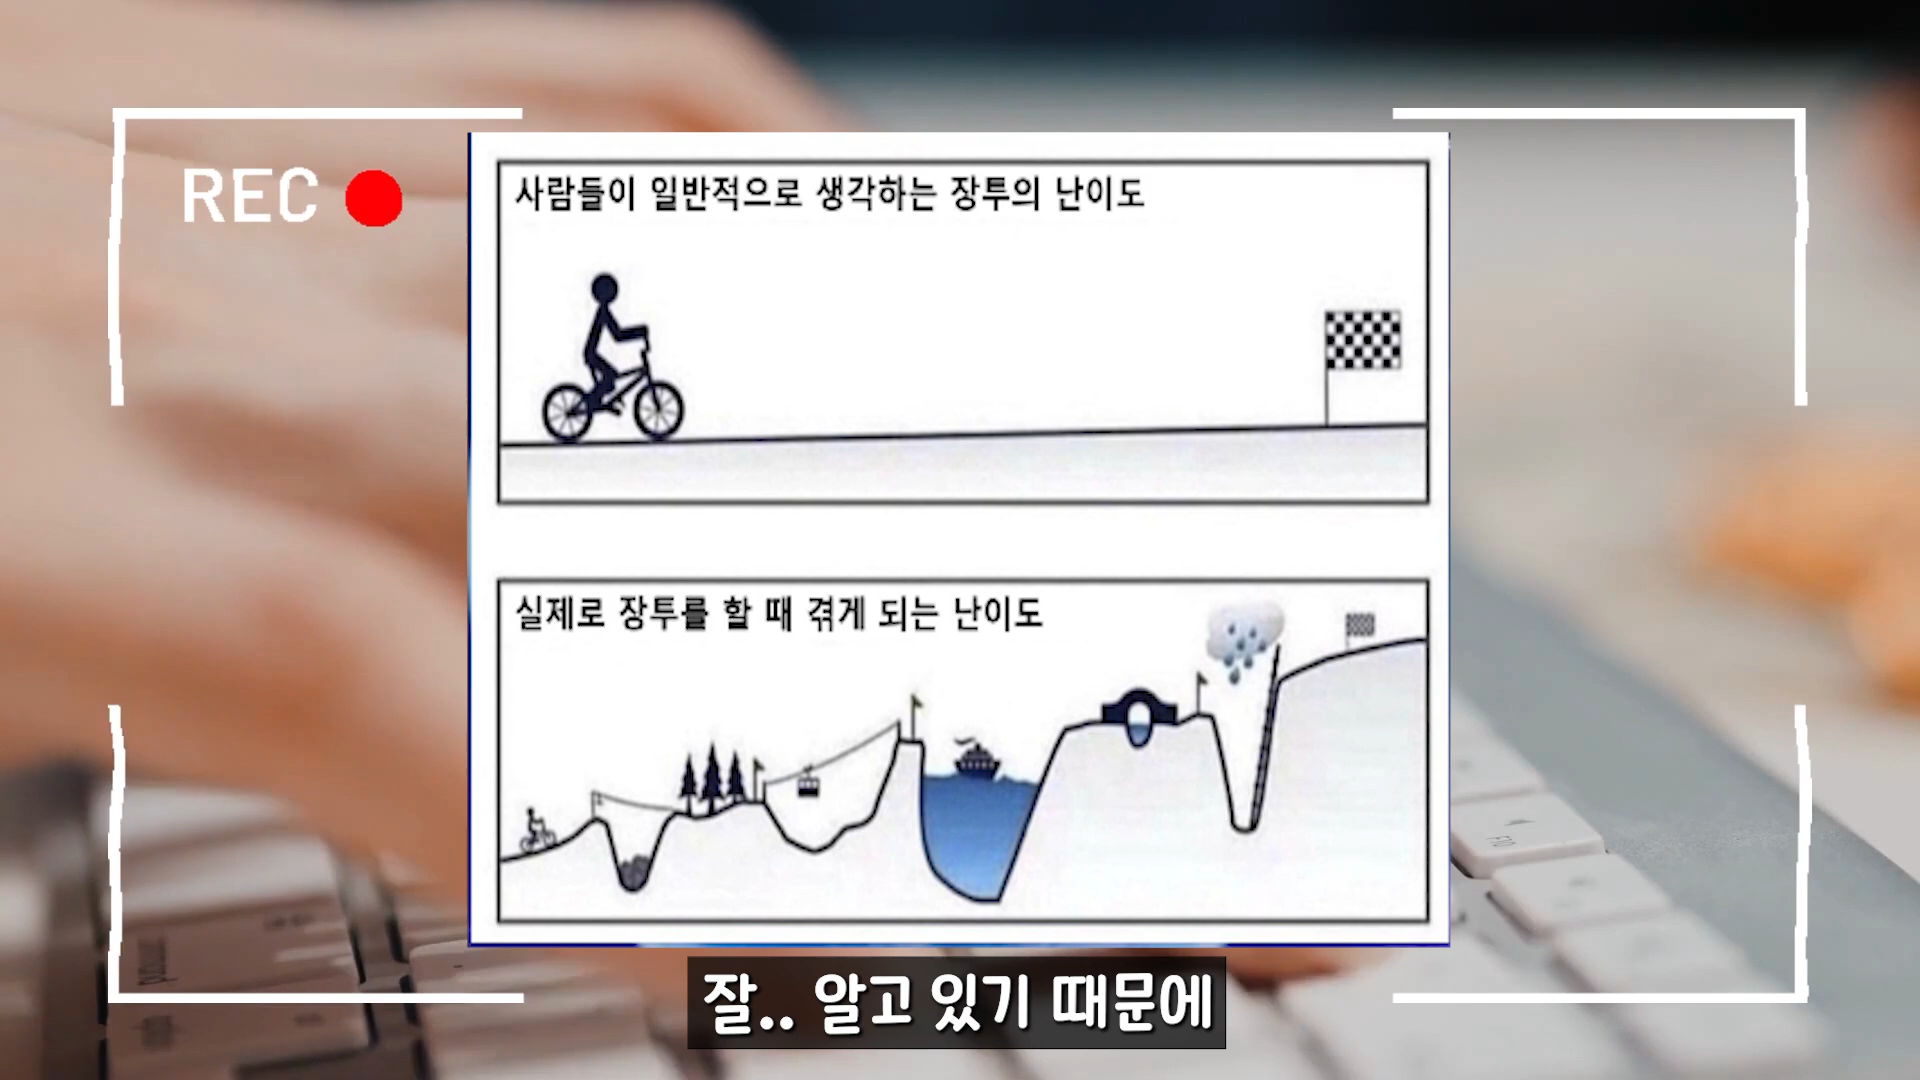 REC
사람들이 일반적으로 생각하는 장투의 난이도
실제로 장투를 할 때 겪게 되는 난이도
잘.. 알고 있기 때문에